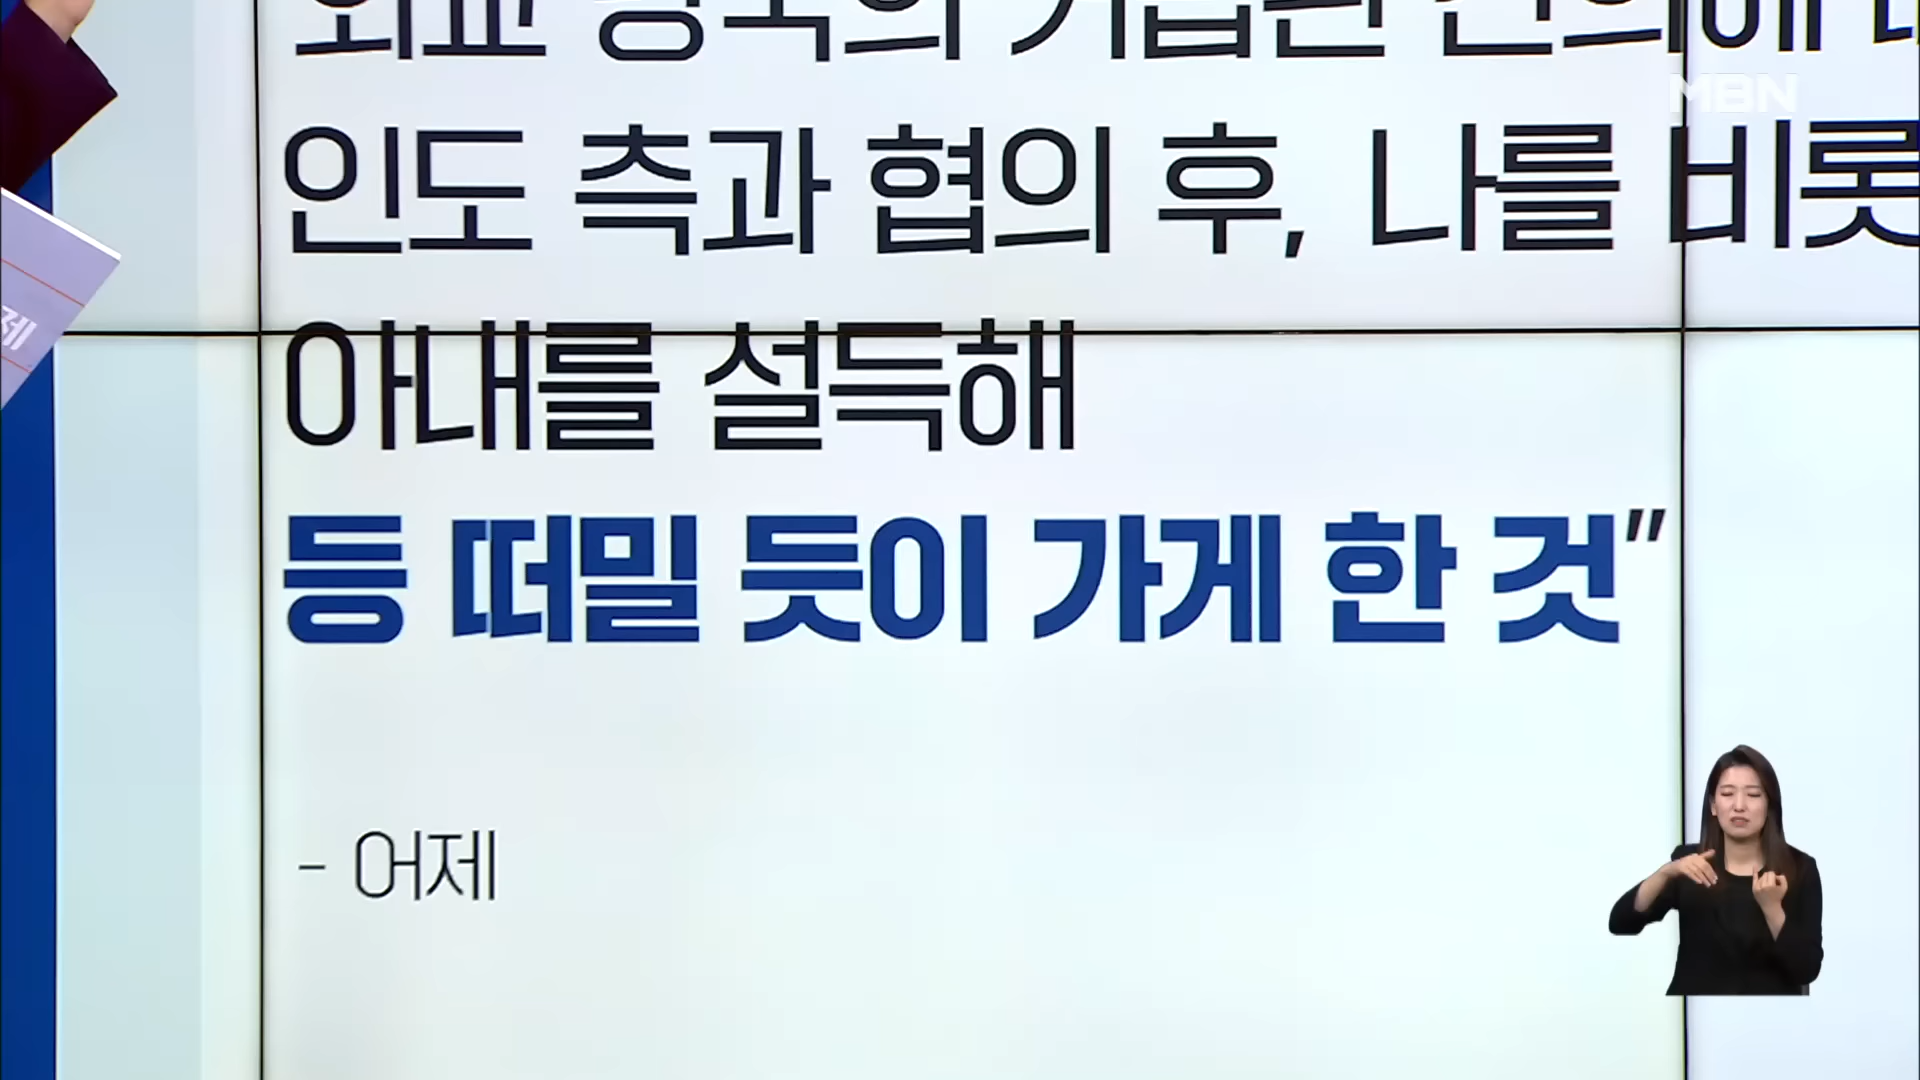 MBN
인도 측과 협의 후, 나를 비롯
아내를 설득해
등 떠밀 듯이 가게 한 것"
- 어제
제